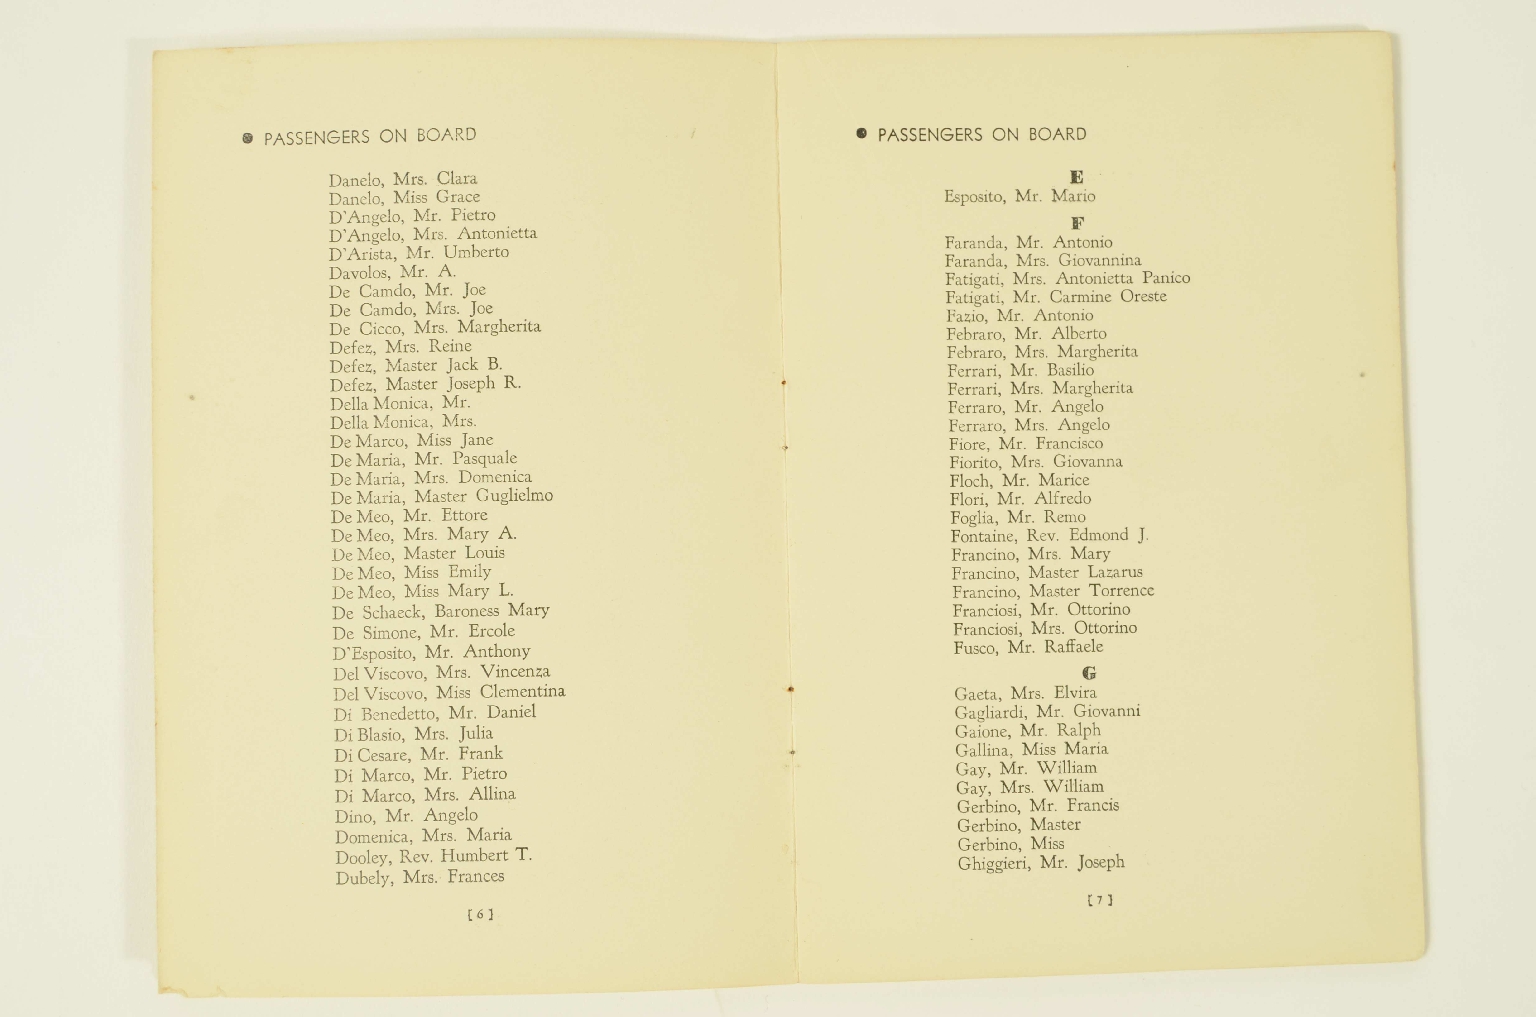 ● PASSENGERS ON BOARD
Danelo, Mrs. Clara
Danelo, Miss Grace
D'Angelo, Mr. Pietro
D'Angelo, Mrs. Antonietta
D'Arista, Mr. Umberto
Davolos, Mr. A.
De Camdo, Mr. Joe
De Camdo, Mrs. Joe
De Cicco, Mrs. Margherita
Defez, Mrs. Reine
Defez, Master Jack B.
Defez, Master Joseph R.
Della Monica, Mr.
Della Monica, Mrs.
De Marco, Miss Jane
De Maria, Mr. Pasquale
De Maria, Mrs. Domenica
De Maria, Master Guglielmo
De Meo, Mr. Ettore
De Meo, Mrs. Mary A.
De Meo, Master Louis
De Meo, Miss Emily
De Meo, Miss Mary L.
De Schaeck, Baroness Mary
De Simone, Mr. Ercole
D'Esposito, Mr. Anthony
Del Viscovo, Mrs. Vincenza
Del Viscovo, Miss Clementina
Di Benedetto, Mr. Daniel
Di Blasio, Mrs. Julia
Di Cesare, Mr. Frank
Di Marco, Mr. Pietro
Di Marco, Mrs. Allina
Dino, Mr. Angelo
Domenica, Mrs. Maria
Dooley, Rev. Humbert T.
Dubely, Mrs. Frances
[ 6 ]
● PASSENGERS ON BOARD
E
Esposito, Mr. Mario
F
Faranda, Mr. Antonio
Faranda, Mrs. Giovannina
Fatigati, Mrs. Antonietta Panico
Fatigati, Mr. Carmine Oreste
Fazio, Mr. Antonio
Febraro, Mr. Alberto
Febraro, Mrs. Margherita
Ferrari, Mr. Basilio
Ferrari, Mrs. Margherita
Ferraro, Mr. Angelo
Ferraro, Mrs. Angelo
Fiore, Mr. Francisco
Fiorito, Mrs. Giovanna
Floch, Mr. Marice
Flori, Mr. Alfredo
Foglia, Mr. Remo
Fontaine, Rev. Edmond J.
Francino, Mrs. Mary
Francino, Master Lazarus
Francino, Master Torrence
Franciosi, Mr. Ottorino
Franciosi, Mrs. Ottorino
Fusco, Mr. Raffaele
G
Gaeta, Mrs. Elvira
Gagliardi, Mr. Giovanni
Gaione, Mr. Ralph
Gallina, Miss Maria
Gay, Mr. William
Gay, Mrs. William
Gerbino, Mr. Francis
Gerbino, Master
Gerbino, Miss
Ghiggieri, Mr. Joseph
[ 7 ]